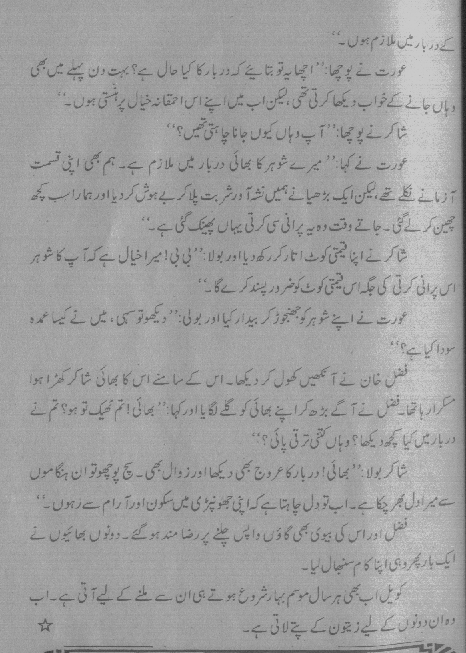 کے دربار میں ملازم ہوں۔‘‘
عورت نے پوچھا: ’’اچھا یہ تو بتائیے کہ دربار کا کیا حال ہے؟ بہت دن پہلے میں بھی
وہاں جانے کے خواب دیکھا کرتی تھی، لیکن اب میں اپنے اس احمقانہ خیال پر ہنستی ہوں۔‘‘
شاکر نے پوچھا: ’’آپ وہاں کیوں جانا چاہتی تھیں؟‘‘
عورت نے کہا: ’’میرے شوہر کا بھائی دربار میں ملازم ہے۔ ہم بھی اپنی قسمت
آزمانے نکلے تھے، لیکن ایک بڑھیا نے ہمیں نشہ آور شربت پلا کر بے ہوش کر دیا اور ہمارا سب کچھ
چھین کر لے گئی۔ جاتے وقت وہ یہ پرانی سی کرتی یہاں پھینک گئی ہے۔‘‘
شاکر نے اپنا قیمتی کوٹ اتار کر رکھ دیا اور بولا: ’’بی بی! میرا خیال ہے کہ آپ کا شوہر
اس پرانی کرتی کی جگہ اس قیمتی کوٹ کو ضرور پسند کرے گا۔‘‘
عورت نے اپنے شوہر کو جھنجوڑ کر بیدار کیا اور بولی: ’’دیکھو تو سہی، میں نے کیسا عمدہ
سودا کیا ہے؟‘‘
فضل خان نے آنکھیں کھول کر دیکھا۔ اس کے سامنے اس کا بھائی شاکر کھڑا ہوا
مسکرا رہا تھا۔ فضل نے آگے بڑھ کر اپنے بھائی کو گلے لگایا اور کہا: ’’بھائی! تم ٹھیک تو ہو؟ تم نے
دربار میں کیا کچھ دیکھا؟ وہاں کتنی ترقی پائی؟‘‘
شاکر بولا: ’’بھائی! دربار کا عروج بھی دیکھا اور زوال بھی۔ سچ پوچھو تو ان ہنگاموں
سے میرا دل بھر چکا ہے۔ اب تو دل چاہتا ہے کہ اپنی جھونپڑی میں سکون اور آرام سے رہوں۔‘‘
فضل اور اس کی بیوی بھی گاؤں واپس چلنے پر رضا مند ہو گئے۔ دونوں بھائیوں نے
ایک بار پھر وہی اپنا کام سنبھال لیا۔
کویل اب بھی ہر سال موسم بہار شروع ہوتے ہی ان سے ملنے کے لیے آتی ہے۔ اب
وہ ان دونوں کے لیے زیتون کے پتے لاتی ہے۔ ☆